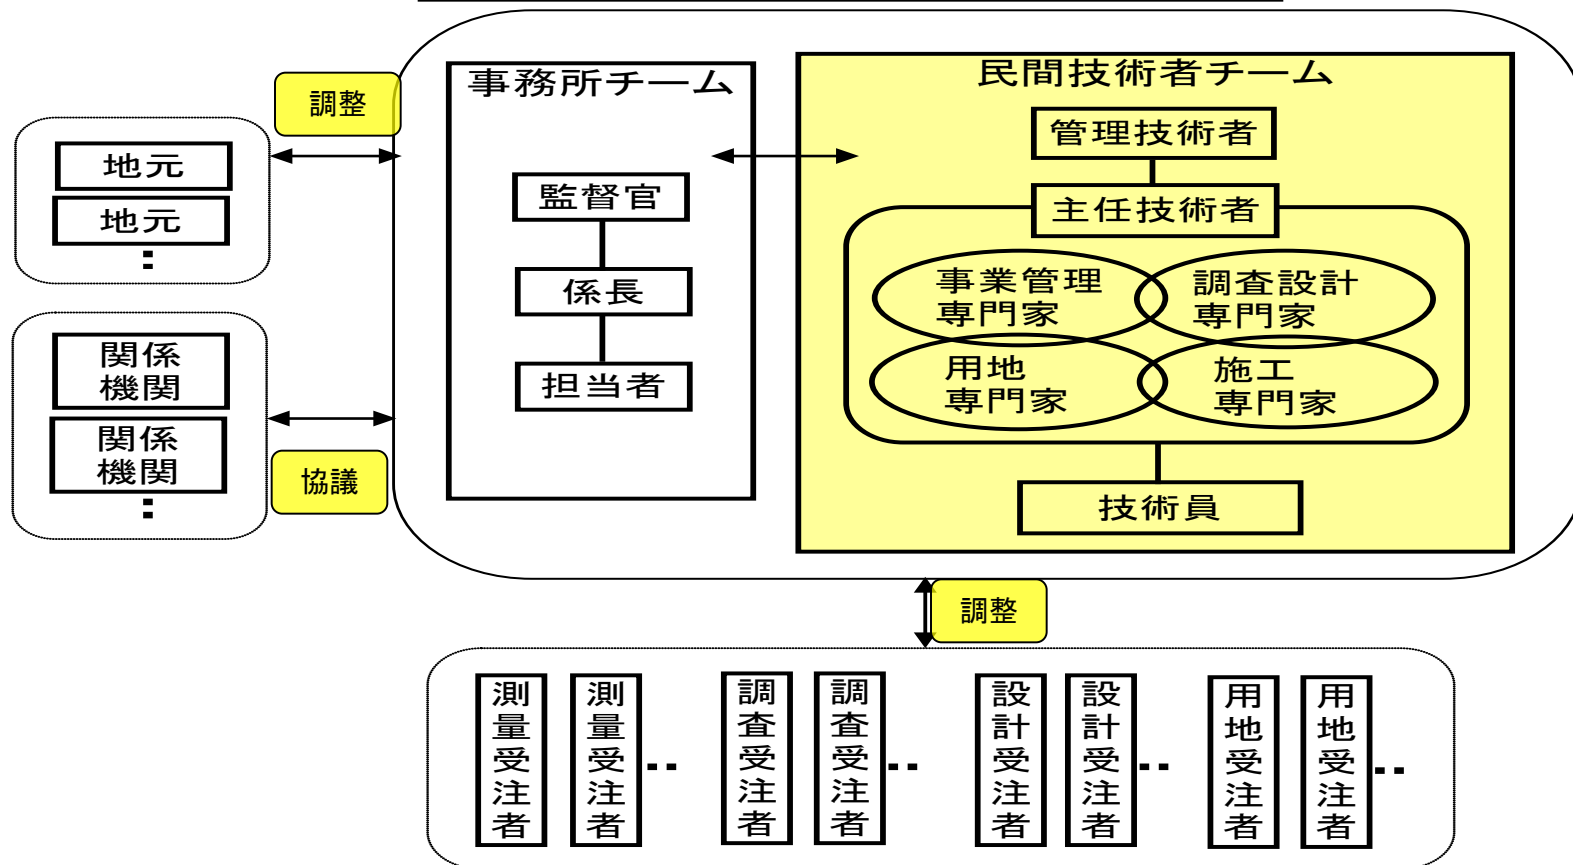 事務所チーム
民間技術者チーム
調整
管理技術者
地元
監督官
主任技術者
地元
事業管理
専門家
調査設計
専門家
係長
関係
機関
用地
専門家
施工
専門家
担当者
関係
機関
協議
技術員
調整
測量受注者
測量受注者
調査受注者
調査受注者
設計受注者
設計受注者
用地受注者
用地受注者